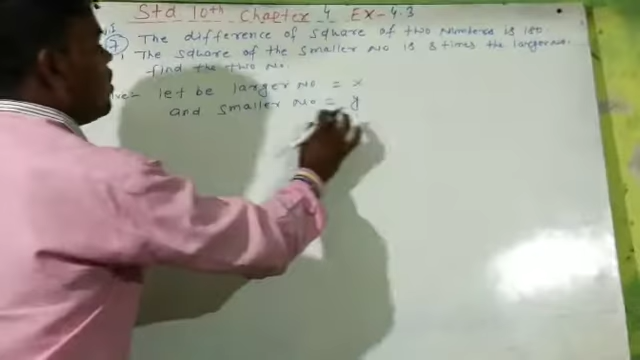 Std 10th Chapter 4 Ex-4.3
7 The difference of square of two numbers is 180.
The square of the smaller no is 8 times the larger no.
find the two no.
let be larger no = x
and smaller no = y